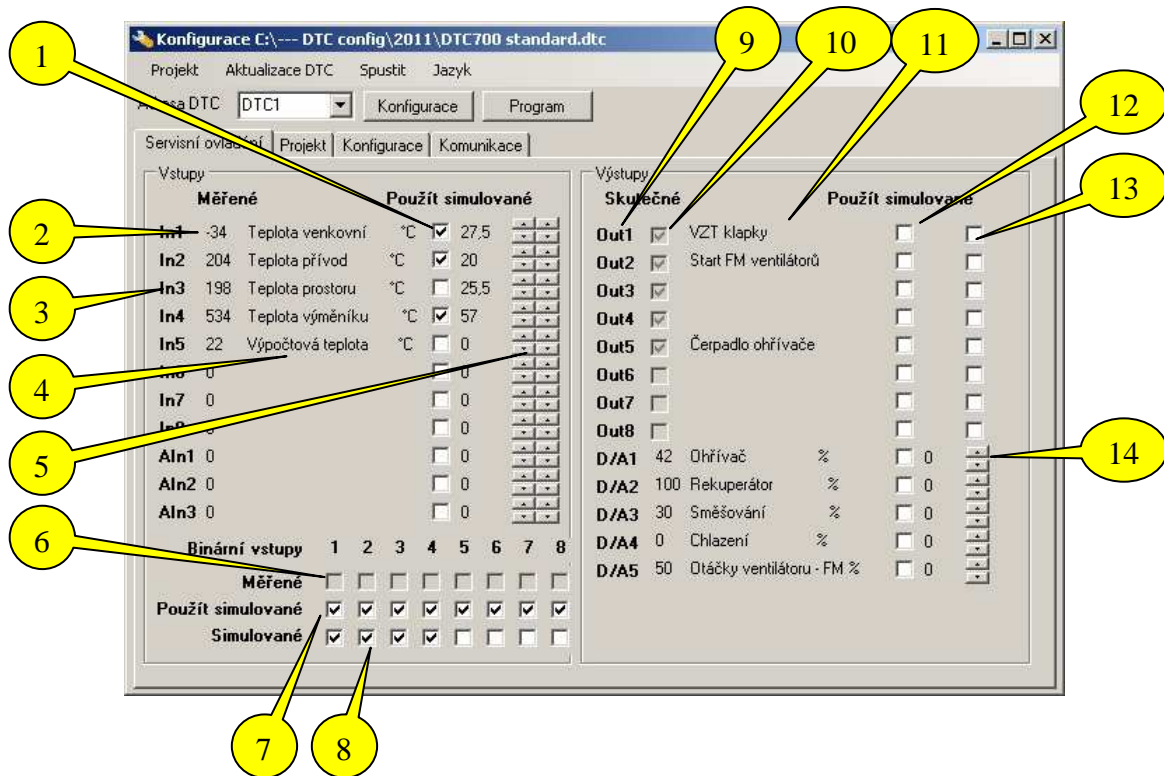 Konfigurace C:\--- DTC config\2011\DTC700 standard.dtc
Projekt Aktualizace DTC Spustit Jazyk
DTC DTC1 Konfigurace Program
Servisní Projekt Konfigurace Komunikace
Vstupy
Měřené Použít simulované
In1 -34 Teplota venkovní °C 27,5
In2 204 Teplota přívod °C 20
In3 198 Teplota prostoru °C 25,5
In4 534 Teplota výměníku °C 57
In5 22 Výpočtová teplota °C 0
In6 0 0
In7 0 0
In8 0 0
AIn1 0 0
AIn2 0 0
AIn3 0 0
Binární vstupy 1 2 3 4 5 6 7 8
Měřené
Použít simulované
Simulované
Výstupy
Skutečné Použít simulované
Out1 VZT klapky
Out2 Start FM ventilátorů
Out3
Out4
Out5 Čerpadlo ohřívače
Out6
Out7
Out8
D/A1 42 Ohřívač % 0
D/A2 100 Rekuperátor % 0
D/A3 30 Směšování % 0
D/A4 0 Chlazení % 0
D/A5 50 Otáčky ventilátoru - FM % 0
1
2
3
4
5
6
7
8
9
10
11
12
13
14